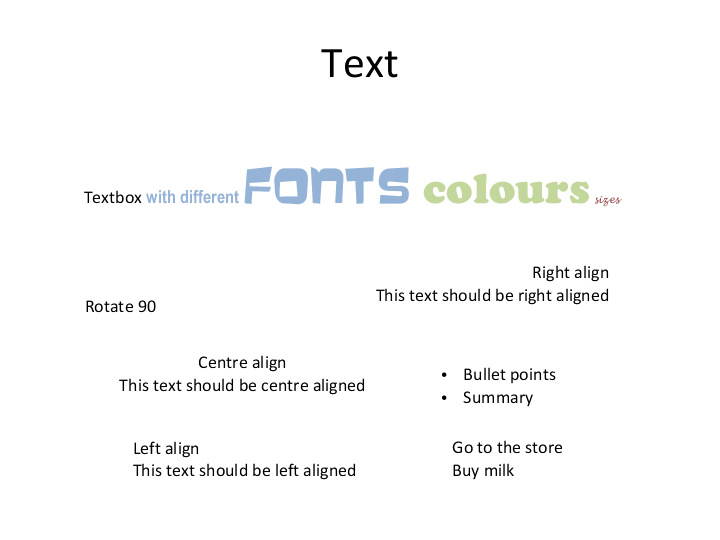 Text
Textbox with different FONTS colours sizes
Right align
This text should be right aligned
Rotate 90
Centre align
This text should be centre aligned
• Bullet points
• Summary
Left align
This text should be left aligned
Go to the store
Buy milk